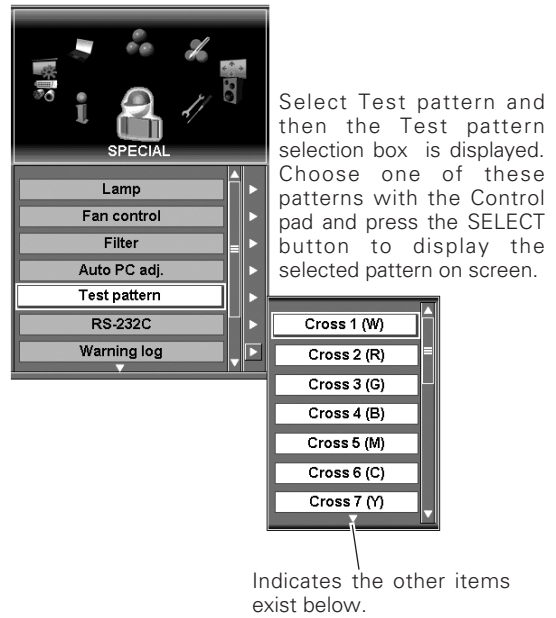 SPECIAL
Lamp
Fan control
Filter
Auto PC adj.
Test pattern
RS-232C
Warning log
Select Test pattern and
then the Test pattern
selection box is displayed.
Choose one of these
patterns with the Control
pad and press the SELECT
button to display the
selected pattern on screen.
Cross 1 (W)
Cross 2 (R)
Cross 3 (G)
Cross 4 (B)
Cross 5 (M)
Cross 6 (C)
Cross 7 (Y)
Indicates the other items
exist below.